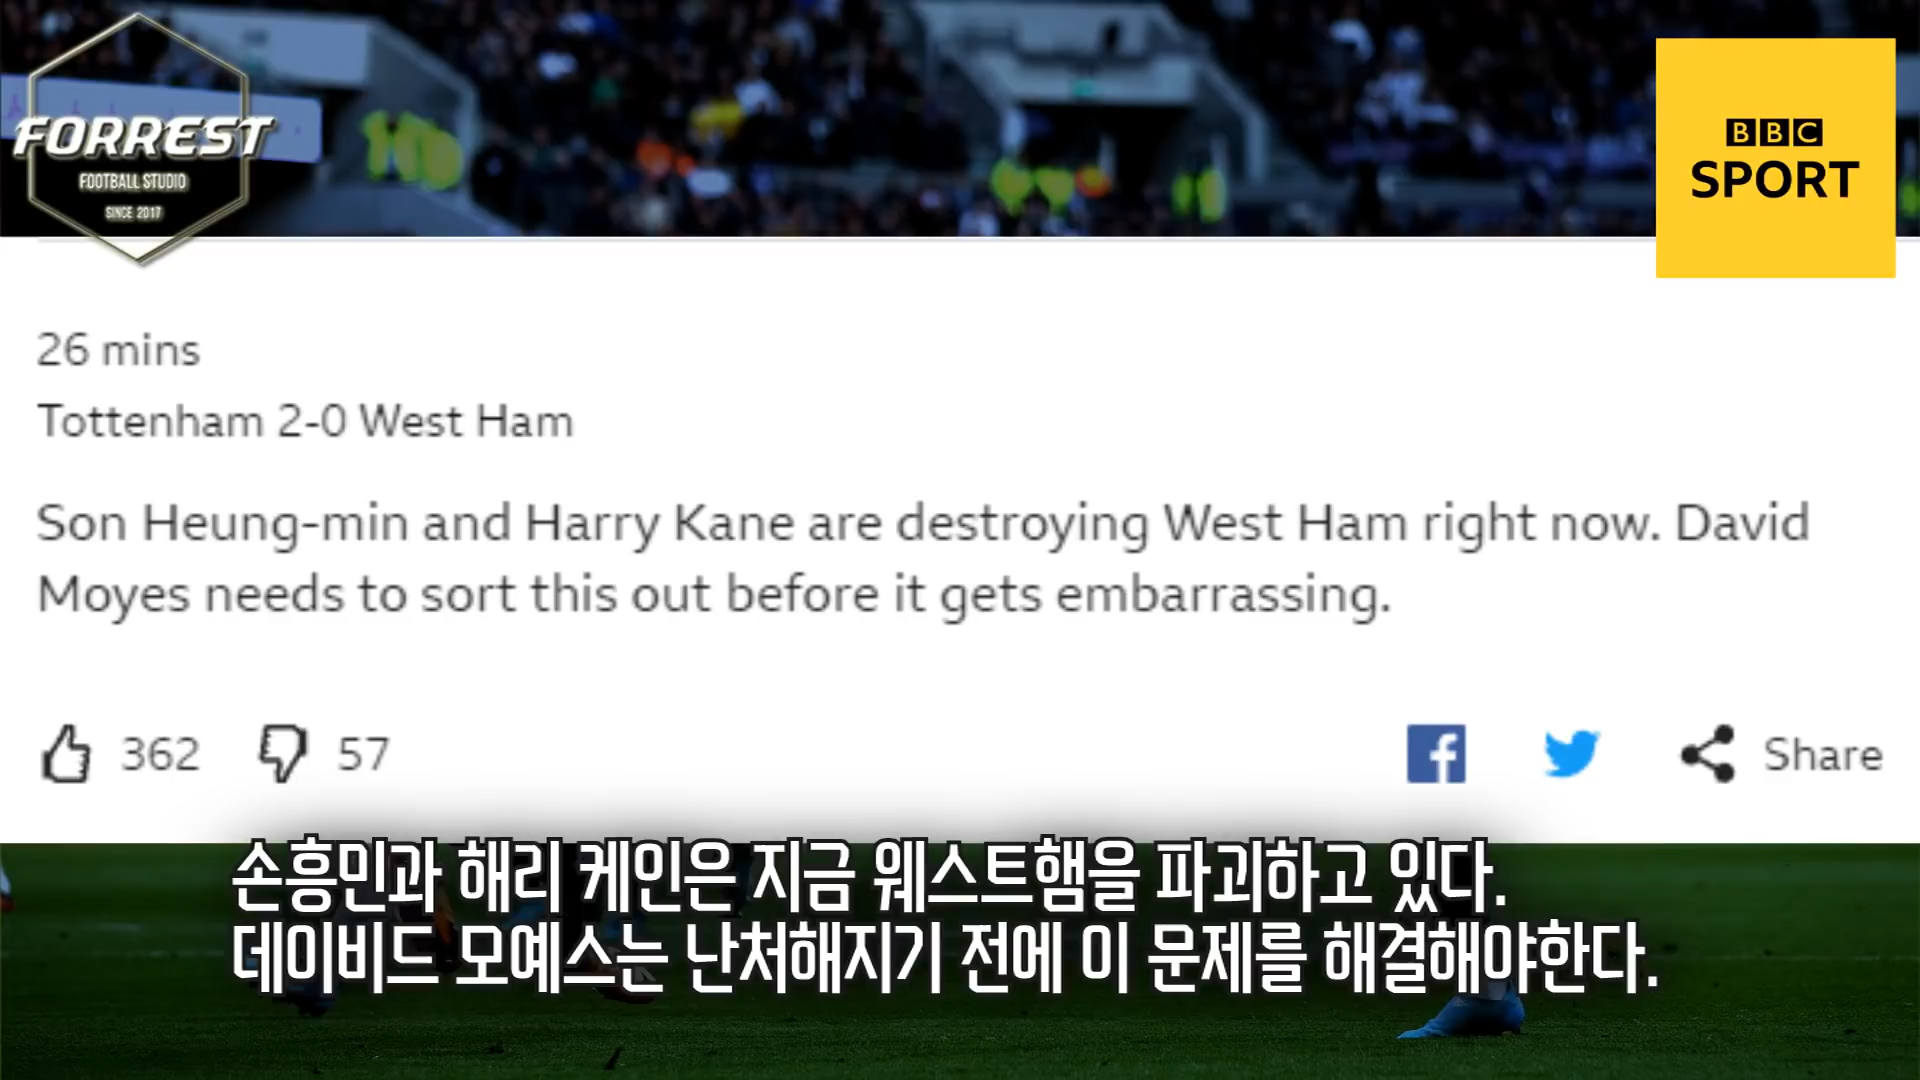 FORREST
FOOTBALL STUDIO
SINCE 2017
BBC
SPORT
26 mins
Tottenham 2-0 West Ham
Son Heung-min and Harry Kane are destroying West Ham right now. David
Moyes needs to sort this out before it gets embarrassing.
362
57
Share
손흥민과 해리 케인은 지금 웨스트햄을 파괴하고 있다.
데이비드 모예스는 난처해지기 전에 이 문제를 해결해야한다.